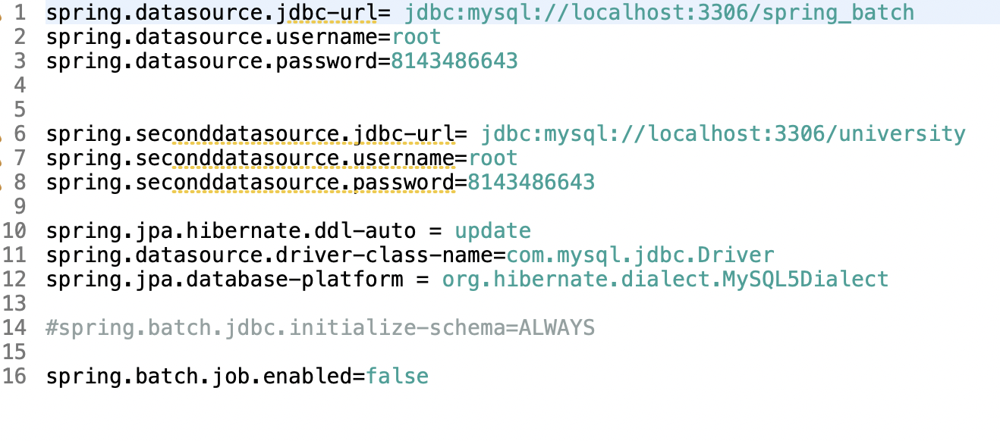 1 spring.datasource.jdbc-url= jdbc:mysql://localhost:3306/spring_batch
2 spring.datasource.username=root
3 spring.datasource.password=8143486643
4
5
6 spring.seconddatasource.jdbc-url= jdbc:mysql://localhost:3306/university
7 spring.seconddatasource.username=root
8 spring.seconddatasource.password=8143486643
9
10 spring.jpa.hibernate.ddl-auto = update
11 spring.datasource.driver-class-name=com.mysql.jdbc.Driver
12 spring.jpa.database-platform = org.hibernate.dialect.MySQL5Dialect
13
14 #spring.batch.jdbc.initialize-schema=ALWAYS
15
16 spring.batch.job.enabled=false